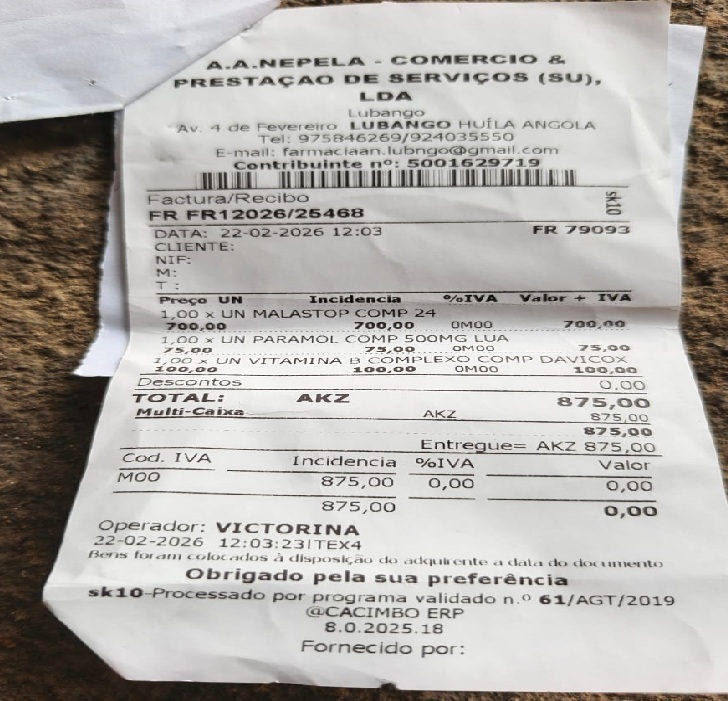 A.A.NEPELA - COMERCIO &
PRESTAÇAO DE SERVIÇOS (SU),
LDA
Lubango
Av. 4 de Fevereiro LUBANGO HUÍLA ANGOLA
Tel: 975846269/924035550
E-mail: farmaciaan.lubngo@gmail.com
Contribuinte nº: 5001629719
Factura/Recibo
sk10
FR FR12026/25468
DATA: 22-02-2026 12:03 FR 79093
CLIENTE:
NIF:
M:
T :
Preço UN Incidencia %IVA Valor + IVA
1,00 x UN MALASTOP COMP 24
700,00 700,00 0M00 700,00
1,00 x UN PARAMOL COMP 500MG LUA
75,00 75,00 0M00 75,00
1,00 x UN VITAMINA B COMPLEXO COMP DAVICOX
100,00 100,00 0M00 100,00
Descontos 0,00
TOTAL: AKZ 875,00
Multi-Caixa AKZ 875,00
875,00
Entregue= AKZ 875,00
Cod. IVA Incidencia %IVA Valor
M00 875,00 0,00 0,00
875,00 0,00
Operador: VICTORINA
22-02-2026 12:03:23|TEX4
Bens foram colocados à disposição do adquirente a data do documento
Obrigado pela sua preferência
sk10-Processado por programa validado n.º 61/AGT/2019
@CACIMBO ERP
8.0.2025.18
Fornecido por: